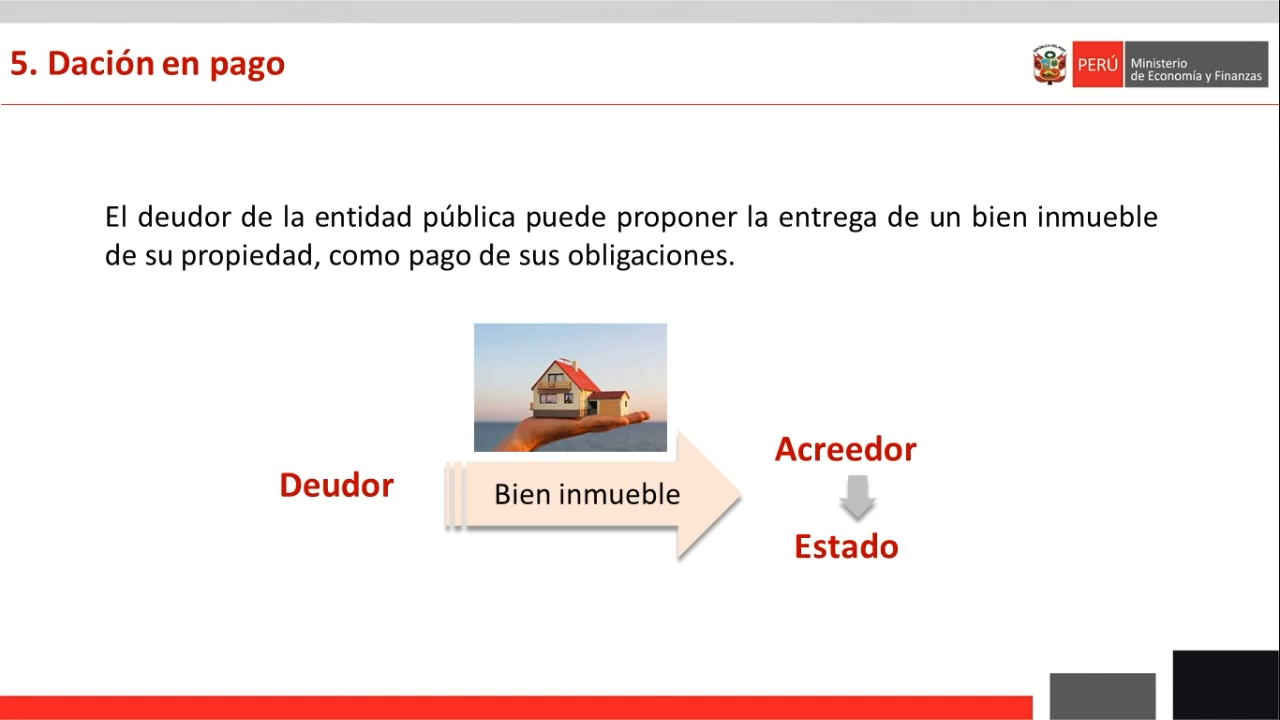 5. Dación en pago
PERÚ
Ministerio
de Economía y Finanzas
El deudor de la entidad pública puede proponer la entrega de un bien inmueble
de su propiedad, como pago de sus obligaciones.
Deudor
Bien inmueble
Acreedor
Estado